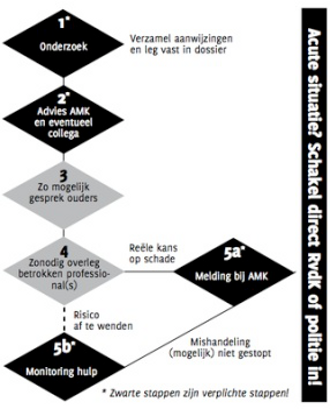 1*
Onderzoek
Verzamel aanwijzingen
en leg vast in dossier
2*
Advies AMK
en eventueel
collega
3
Zo mogelijk
gesprek ouders
4
Zonodig overleg
betrokken professio-
nal(s)
Reële kans
op schade
5a*
Melding bij AMK
Risico
af te wenden
5b*
Monitoring hulp
Mishandeling
(mogelijk) niet gestopt
* Zwarte stappen zijn verplichte stappen!
Acute situatie? Schakel direct RvdK of politie in!